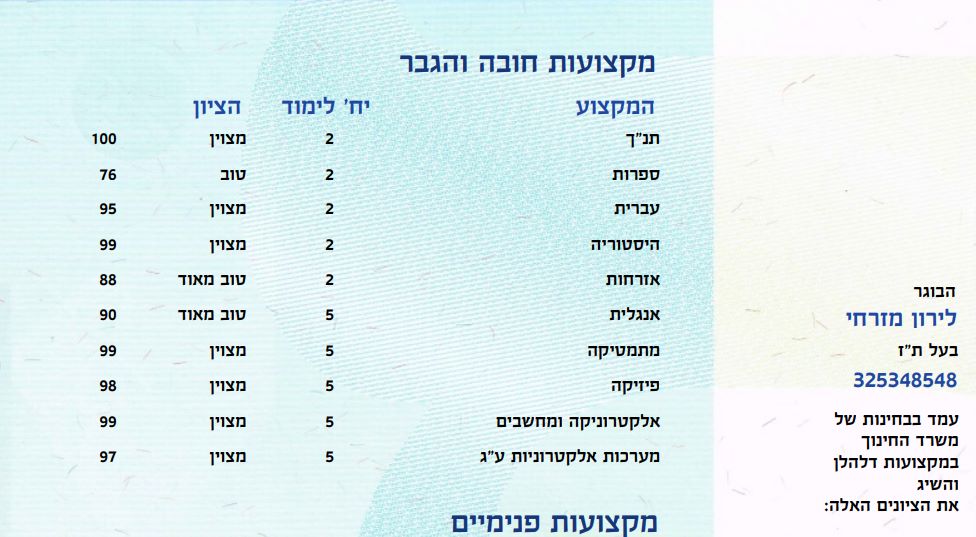 מקצועות חובה והגבר
המקצוע יח' לימוד הציון
תנ"ך 2 מצוין 100
ספרות 2 טוב 76
עברית 2 מצוין 95
היסטוריה 2 מצוין 99
אזרחות 2 טוב מאוד 88
אנגלית 5 טוב מאוד 90
מתמטיקה 5 מצוין 99
פיזיקה 5 מצוין 98
אלקטרוניקה ומחשבים 5 מצוין 99
מערכות אלקטרוניות ע"ג 5 מצוין 97
מקצועות פנימיים
הבוגר
לירון מזרחי
בעל ת"ז
325348548
עמד בבחינות של
משרד החינוך
במקצועות דלהלן
והשיג
את הציונים האלה: